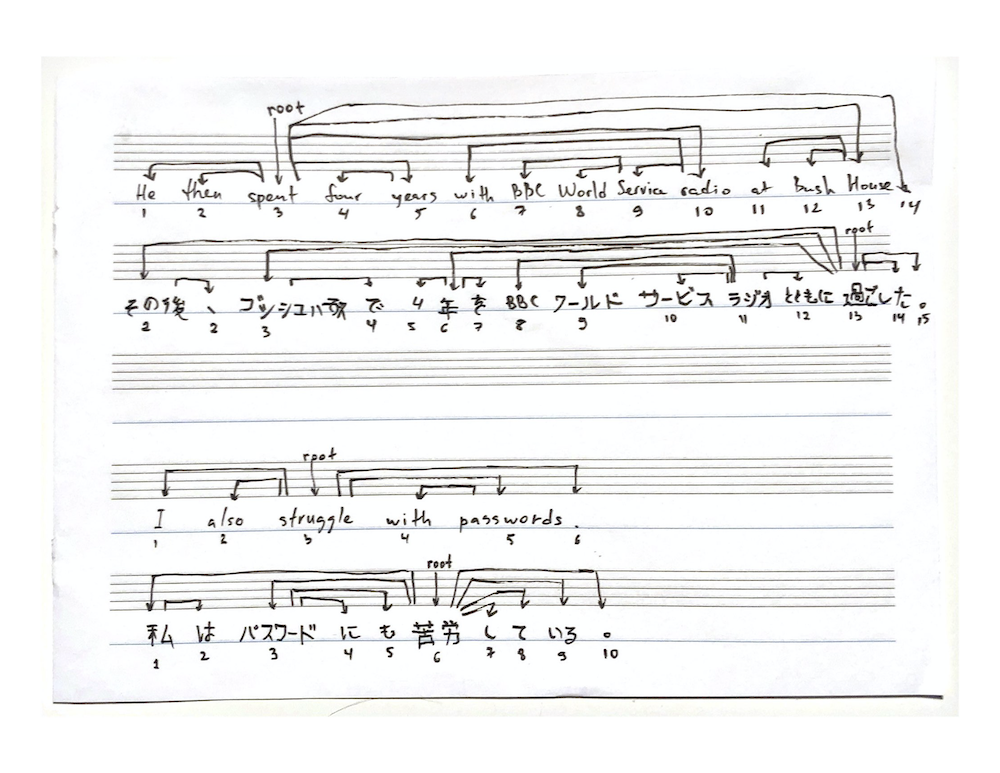 root
He then spent four years with BBC World Service radio at Bush House
1 2 3 4 5 6 7 8 9 10 11 12 13 14
root
その後 、 ブッシュハウス で 4 年 を BBC ワールド サービス ラジオ とともに 過ごした 。
2 2 3 4 5 6 7 8 9 10 11 12 13 14 15
root
I also struggle with passwords .
1 2 3 4 5 6
root
私 は パスワード に も 苦労 し て いる 。
1 2 3 4 5 6 7 8 9 10